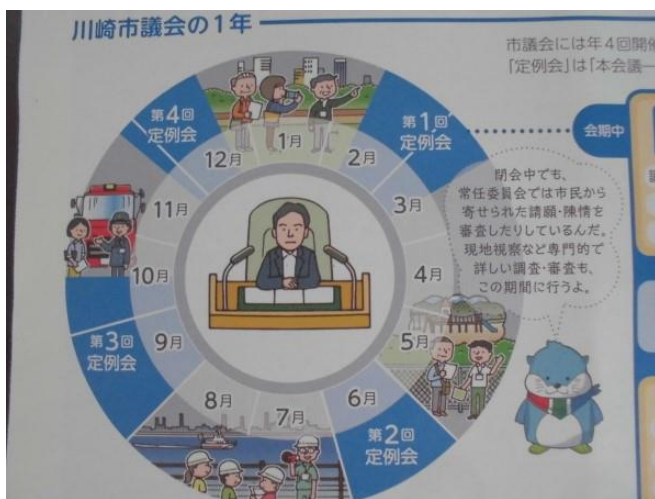 川崎市議会の1年
市議会には年4回開催
「定例会」は「本会議一
第1回
定例会
会期中
1月
2月
3月
4月
5月
6月
7月
8月
9月
10月
11月
12月
第2回
定例会
第3回
定例会
第4回
定例会
閉会中でも、
常任委員会では市民から
寄せられた請願・陳情を
審査したりしているんだ。
現地視察など専門的で
詳しい調査・審査も、
この期間に行うよ。